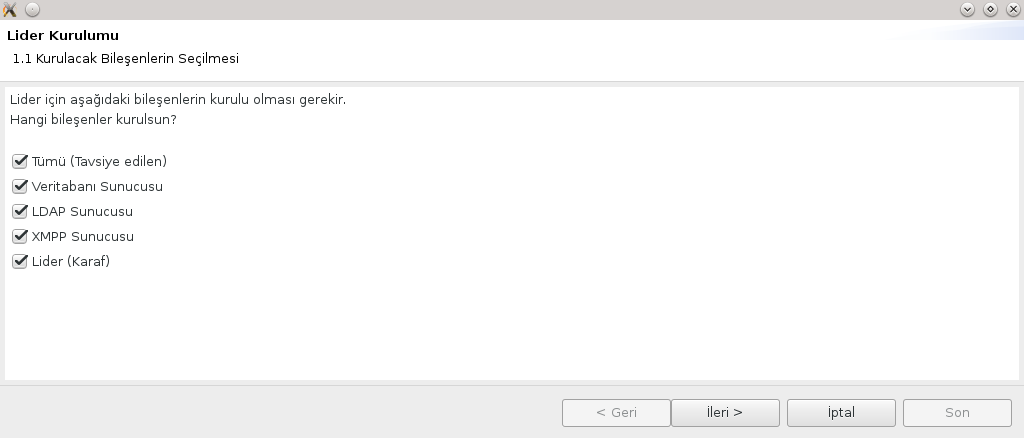 Lider Kurulumu
1.1 Kurulacak Bileşenlerin Seçilmesi
Lider için aşağıdaki bileşenlerin kurulu olması gerekir.
Hangi bileşenler kurulsun?
Tümü (Tavsiye edilen)
Veritabanı Sunucusu
LDAP Sunucusu
XMPP Sunucusu
Lider (Karaf)
< Geri İleri > İptal Son